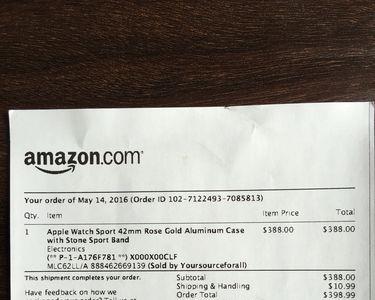 amazon.com
Your order of May 14, 2016 (Order ID 102-7122493-7085813)
Qty. Item Item Price Total
1 Apple Watch Sport 42mm Rose Gold Aluminum Case $388.00 $388.00
with Stone Sport Band
Electronics
(** P-1-A176F781 **) X000X00CLF
MLC62LL/A 888462669139 (Sold by Yoursourceforall)
This shipment completes your order. Subtotal $388.00
Shipping & Handling $10.99
Have feedback on how we Order Total $398.99